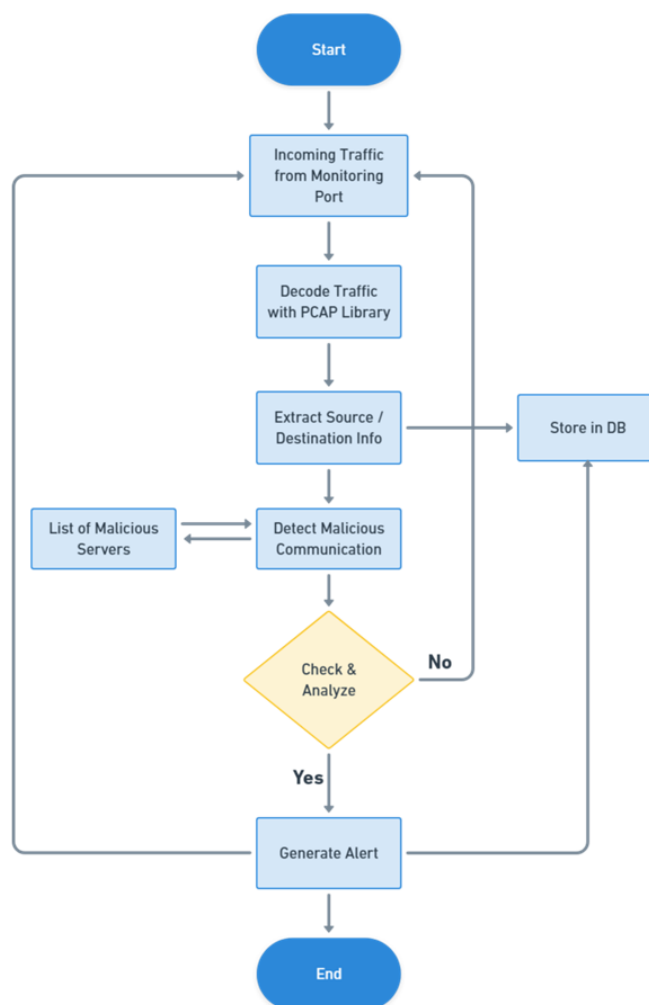 Start
Incoming Traffic
from Monitoring
Port
Decode Traffic
with PCAP Library
Extract Source /
Destination Info
Store in DB
List of Malicious
Servers
Detect Malicious
Communication
Check &
Analyze
No
Yes
Generate Alert
End